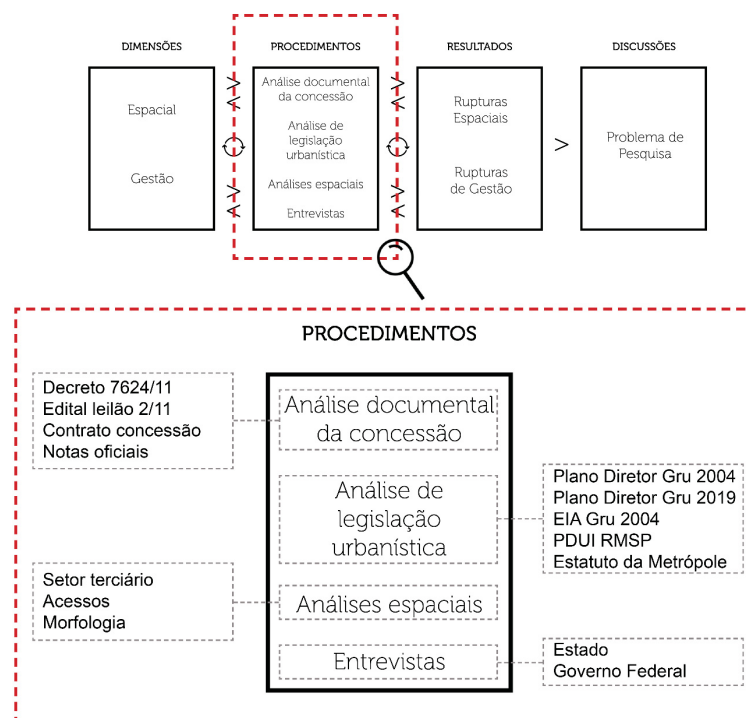 DIMENSÕES
Espacial
Gestão
PROCEDIMENTOS
Análise documental
da concessão
Análise de
legislação
urbanística
Análises espaciais
Entrevistas
RESULTADOS
Rupturas
Espaciais
Rupturas
de Gestão
>
DISCUSSÕES
Problema de
Pesquisa
PROCEDIMENTOS
Decreto 7624/11
Edital leilão 2/11
Contrato concessão
Notas oficiais
Análise documental
da concessão
Análise de
legislação
urbanística
Plano Diretor Gru 2004
Plano Diretor Gru 2019
EIA Gru 2004
PDUI RMSP
Estatuto da Metrópole
Setor terciário
Acessos
Morfologia
Análises espaciais
Entrevistas
Estado
Governo Federal